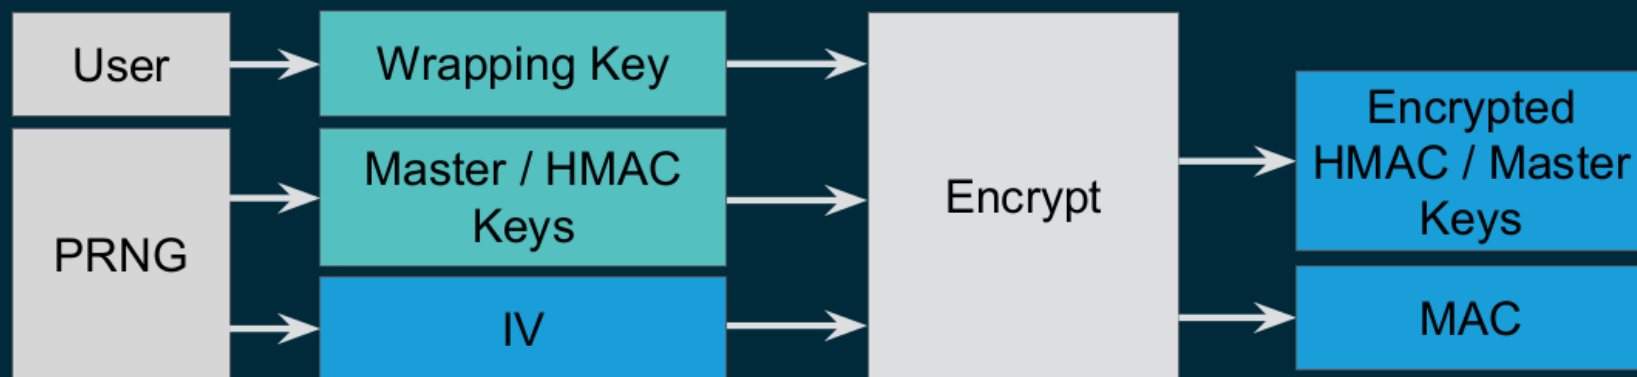 User
Wrapping Key
Master / HMAC
Keys
PRNG
IV
Encrypt
Encrypted
HMAC / Master
Keys
MAC